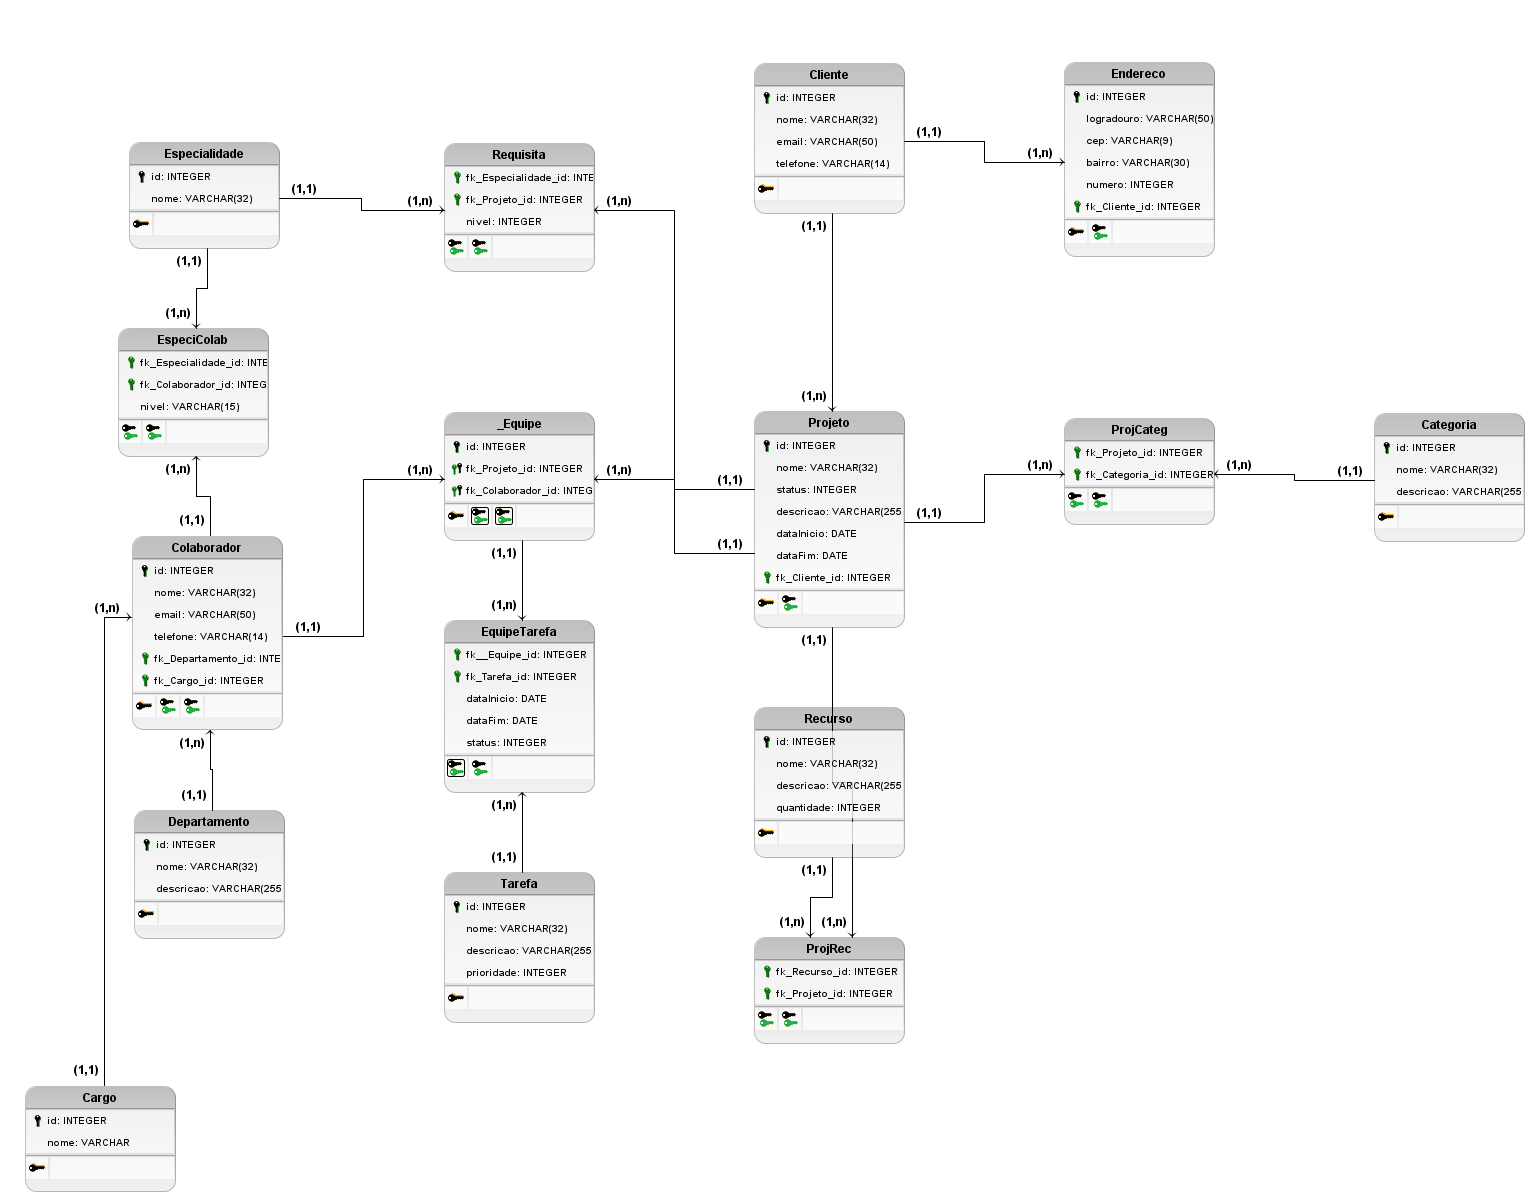 Cliente
id: INTEGER
nome: VARCHAR(32)
email: VARCHAR(50)
telefone: VARCHAR(14)
(1,1)
(1,1)
Endereco
id: INTEGER
logradouro: VARCHAR(50)
cep: VARCHAR(9)
bairro: VARCHAR(30)
numero: INTEGER
fk_Cliente_id: INTEGER
(1,n)
Especialidade
id: INTEGER
nome: VARCHAR(32)
(1,1)
(1,1)
Requisita
fk_Especialidade_id: INTE
fk_Projeto_id: INTEGER
nivel: INTEGER
(1,n)
(1,n)
EspeciColab
fk_Especialidade_id: INTE
fk_Colaborador_id: INTEG
nivel: VARCHAR(15)
(1,n)
(1,n)
_Equipe
id: INTEGER
fk_Projeto_id: INTEGER
fk_Colaborador_id: INTEG
(1,n)
(1,n)
(1,1)
Projeto
id: INTEGER
nome: VARCHAR(32)
status: INTEGER
descricao: VARCHAR(255
dataInicio: DATE
dataFim: DATE
fk_Cliente_id: INTEGER
(1,n)
(1,1)
(1,1)
(1,1)
(1,1)
ProjCateg
fk_Projeto_id: INTEGER
fk_Categoria_id: INTEGER
(1,n)
(1,n)
Categoria
id: INTEGER
nome: VARCHAR(32)
descricao: VARCHAR(255
(1,1)
Colaborador
id: INTEGER
nome: VARCHAR(32)
email: VARCHAR(50)
telefone: VARCHAR(14)
fk_Departamento_id: INTE
fk_Cargo_id: INTEGER
(1,1)
(1,n)
(1,1)
(1,n)
EquipeTarefa
fk__Equipe_id: INTEGER
fk_Tarefa_id: INTEGER
dataInicio: DATE
dataFim: DATE
status: INTEGER
(1,n)
(1,n)
Recurso
id: INTEGER
nome: VARCHAR(32)
descricao: VARCHAR(255
quantidade: INTEGER
(1,1)
Departamento
id: INTEGER
nome: VARCHAR(32)
descricao: VARCHAR(255
(1,1)
Tarefa
id: INTEGER
nome: VARCHAR(32)
descricao: VARCHAR(255
prioridade: INTEGER
(1,1)
ProjRec
fk_Recurso_id: INTEGER
fk_Projeto_id: INTEGER
(1,n)
(1,n)
Cargo
id: INTEGER
nome: VARCHAR
(1,1)